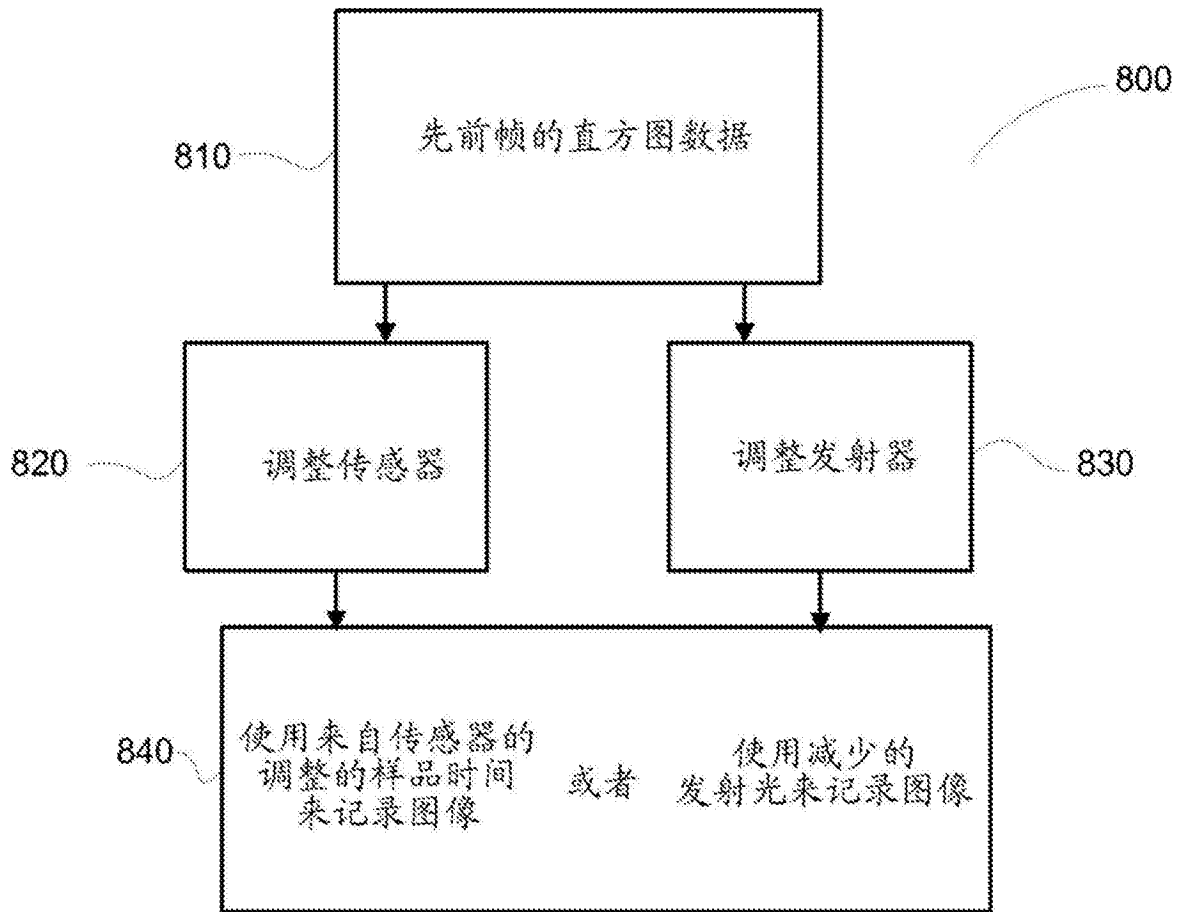 800
先前帧的直方图数据
810
820
调整传感器
调整发射器
830
840
使用来自传感器的
调整的样品时间
来记录图像
或者
使用减少的
发射光来记录图像